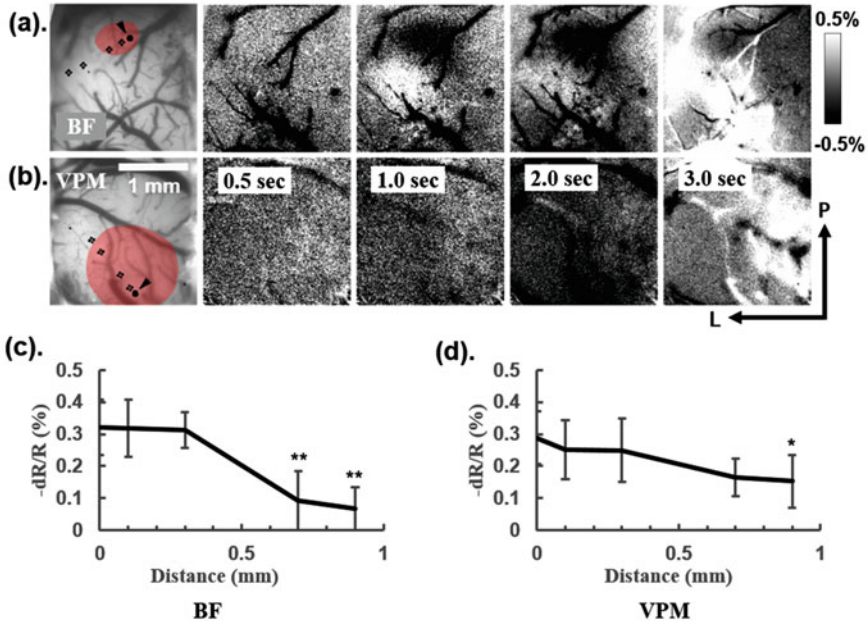 (a).
BF
0.5%
-0.5%
(b).
VPM
1 mm
0.5 sec
1.0 sec
2.0 sec
3.0 sec
P
L
(c).
0.5
0.4
0.3
0.2
0.1
0
-dR/R (%)
**
**
0
0.5
1
Distance (mm)
BF
(d).
0.5
0.4
0.3
0.2
0.1
0
-dR/R (%)
*
0
0.5
1
Distance (mm)
VPM